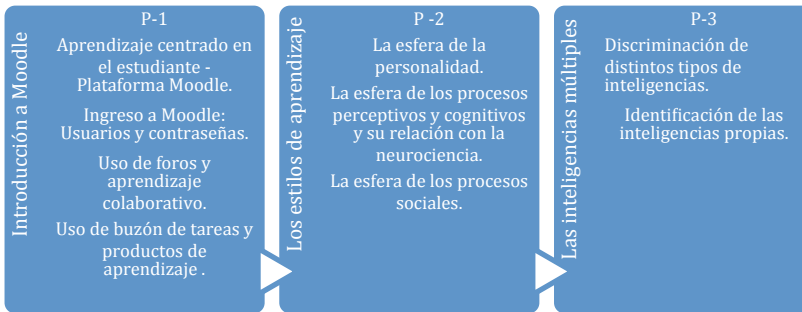 Introducción a Moodle
P-1
Aprendizaje centrado en
el estudiante -
Plataforma Moodle.
Ingreso a Moodle:
Usuarios y contraseñas.
Uso de foros y
aprendizaje
colaborativo.
Uso de buzón de tareas y
productos de
aprendizaje .
Los estilos de aprendizaje
P -2
La esfera de la
personalidad.
La esfera de los procesos
perceptivos y cognitivos
y su relación con la
neurociencia.
La esfera de los procesos
sociales.
Las inteligencias múltiples
P-3
Discriminación de
distintos tipos de
inteligencias.
Identificación de las
inteligencias propias.